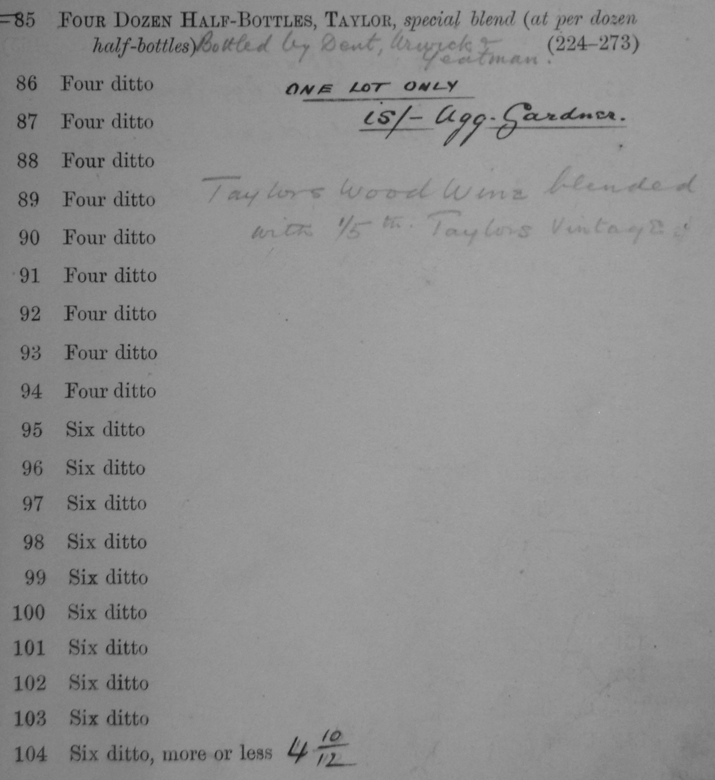 85 FOUR DOZEN HALF-BOTTLES, TAYLOR, special blend (at per dozen
half-bottles) Bottled by Dent, Urwick & Yeatman. (224–273)
86 Four ditto ONE LOT ONLY
87 Four ditto 15/- Agg-Gardner.
88 Four ditto
89 Four ditto Taylors Wood Wine blended
90 Four ditto with 1/5th. Taylors Vintage
91 Four ditto
92 Four ditto
93 Four ditto
94 Four ditto
95 Six ditto
96 Six ditto
97 Six ditto
98 Six ditto
99 Six ditto
100 Six ditto
101 Six ditto
102 Six ditto
103 Six ditto
104 Six ditto, more or less 4 10/12